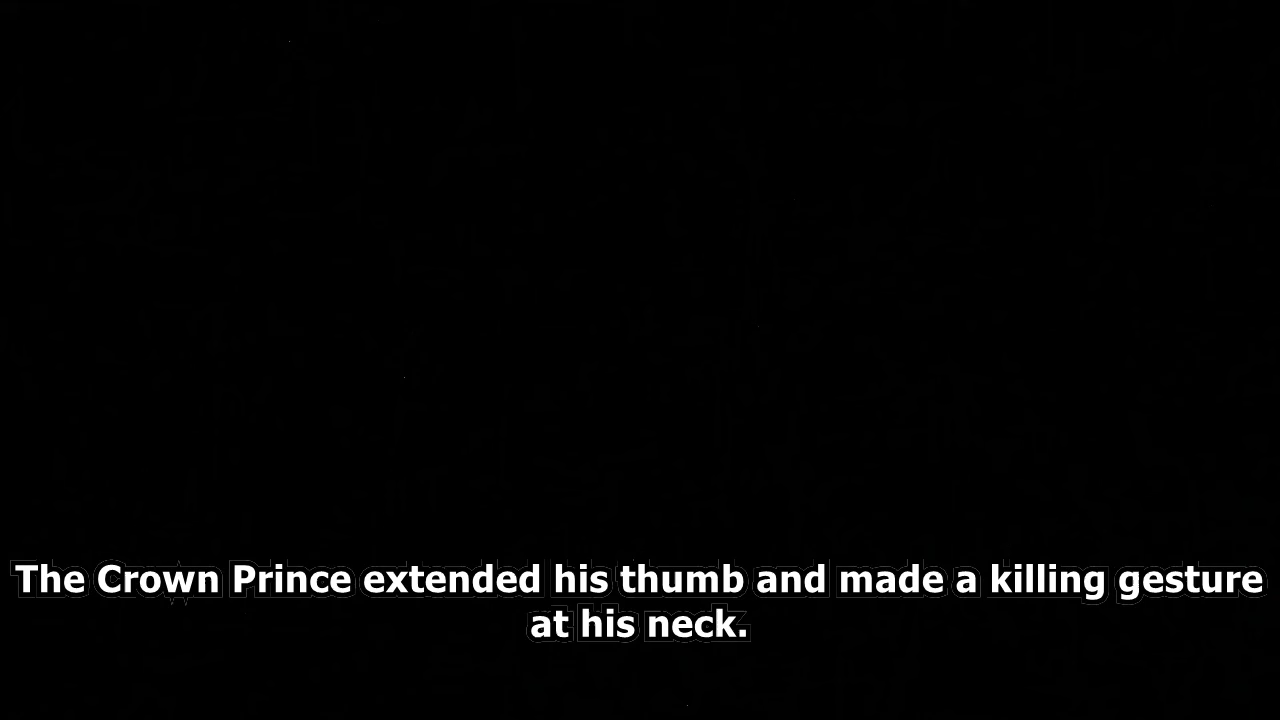 The Crown Prince extended his thumb and made a killing gesture
at his neck.